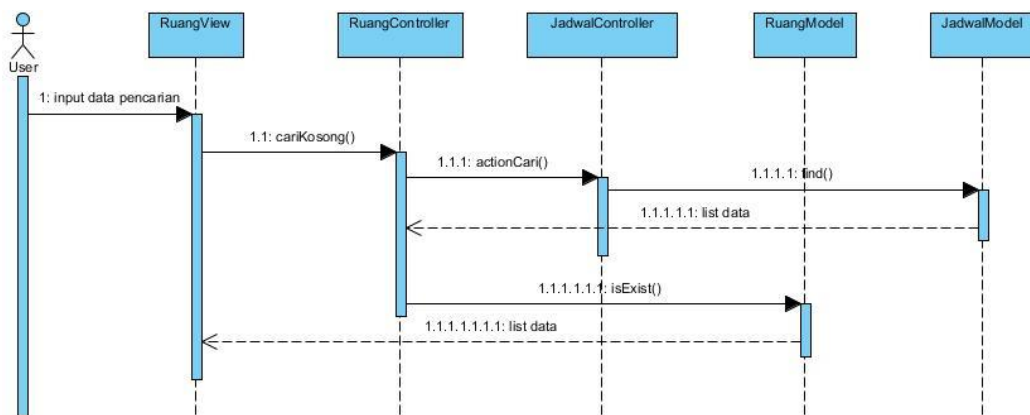 RuangView
RuangController
JadwalController
RuangModel
JadwalModel
User
1: input data pencarian
1.1: cariKosong()
1.1.1: actionCari()
1.1.1.1: find()
1.1.1.1.1: list data
1.1.1.1.1.1: isExist()
1.1.1.1.1.1.1: list data